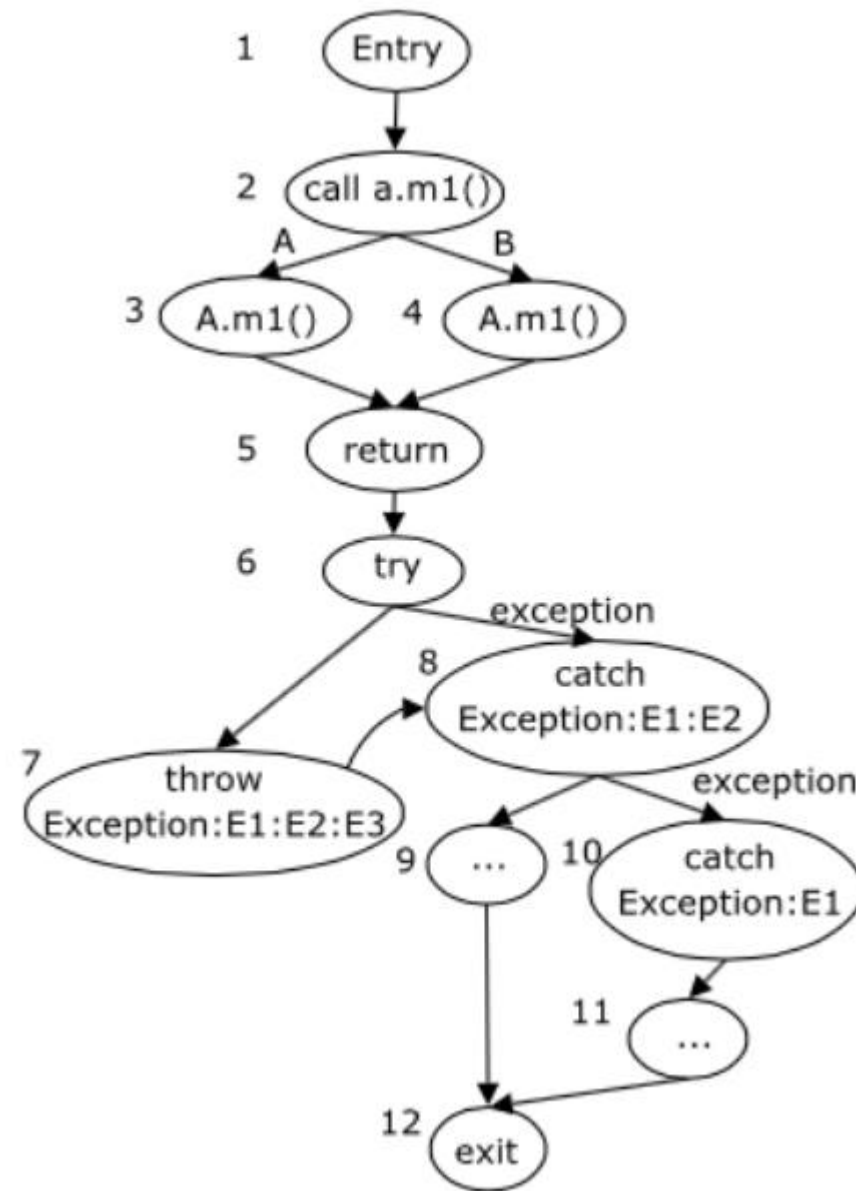 1 Entry
2 call a.m1()
A B
3 A.m1() 4 A.m1()
5 return
6 try
exception
8 catch
Exception:E1:E2
7 throw
Exception:E1:E2:E3
exception
9 ...
10 catch
Exception:E1
11 ...
12 exit